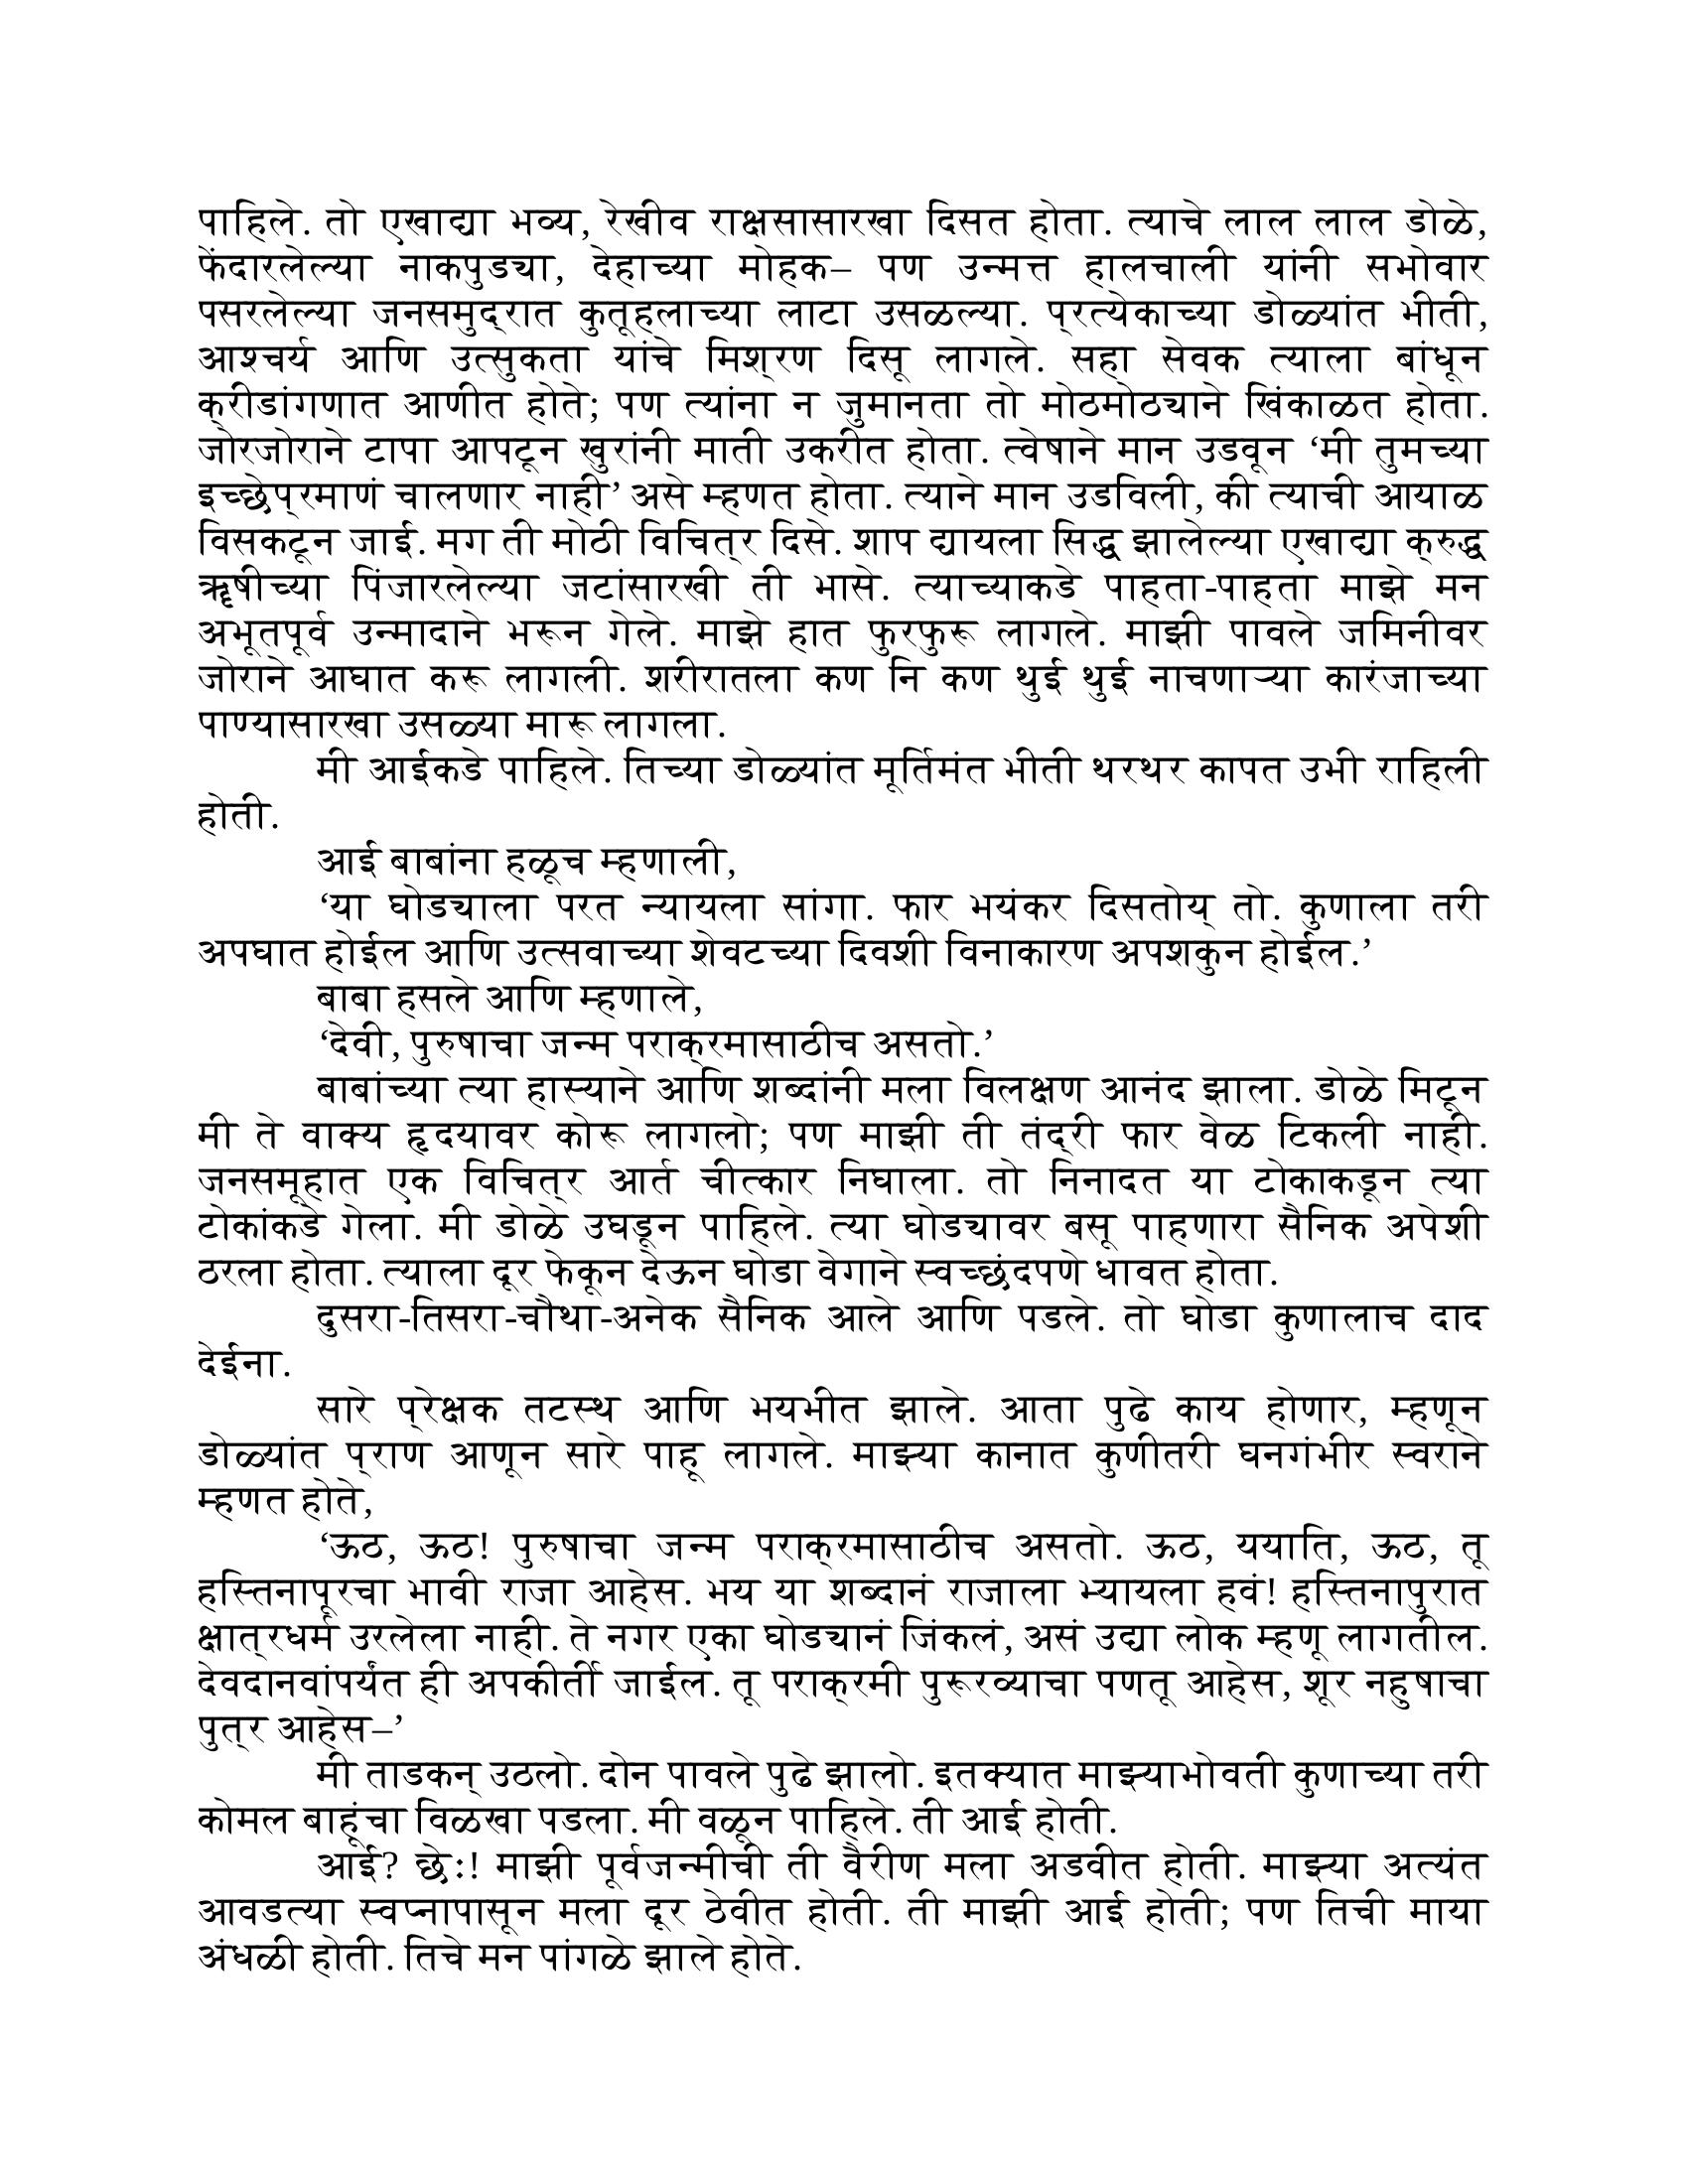 पाहिले. तो एखाद्या भव्य, रेखीव राक्षसासारखा दिसत होता. त्याचे लाल लाल डोळे,
फेंदारलेल्या नाकपुड्या, देहाच्या मोहक– पण उन्मत्त हालचाली यांनी सभोवार
पसरलेल्या जनसमुद्रात कुतूहलाच्या लाटा उसळल्या. प्रत्येकाच्या डोळ्यांत भीती,
आश्चर्य आणि उत्सुकता यांचे मिश्रण दिसू लागले. सहा सेवक त्याला बांधून
क्रीडांगणात आणीत होते; पण त्यांना न जुमानता तो मोठमोठ्याने खिंकाळत होता.
जोरजोराने टापा आपटून खुरांनी माती उकरीत होता. त्वेषाने मान उडवून ‘मी तुमच्या
इच्छेप्रमाणं चालणार नाही’ असे म्हणत होता. त्याने मान उडविली, की त्याची आयाळ
विसकटून जाई. मग ती मोठी विचित्र दिसे. शाप द्यायला सिद्ध झालेल्या एखाद्या क्रुद्ध
ॠषीच्या पिंजारलेल्या जटांसारखी ती भासे. त्याच्याकडे पाहता-पाहता माझे मन
अभूतपूर्व उन्मादाने भरून गेले. माझे हात फुरफुरू लागले. माझी पावले जमिनीवर
जोराने आघात करू लागली. शरीरातला कण नि कण थुई थुई नाचणाऱ्या कारंजाच्या
पाण्यासारखा उसळ्या मारू लागला.
मी आईकडे पाहिले. तिच्या डोळ्यांत मूर्तिमंत भीती थरथर कापत उभी राहिली
होती.
आई बाबांना हळूच म्हणाली,
‘या घोड्याला परत न्यायला सांगा. फार भयंकर दिसतोय् तो. कुणाला तरी
अपघात होईल आणि उत्सवाच्या शेवटच्या दिवशी विनाकारण अपशकुन होईल.’
बाबा हसले आणि म्हणाले,
‘देवी, पुरुषाचा जन्म पराक्रमासाठीच असतो.’
बाबांच्या त्या हास्याने आणि शब्दांनी मला विलक्षण आनंद झाला. डोळे मिटून
मी ते वाक्य हृदयावर कोरू लागलो; पण माझी ती तंद्री फार वेळ टिकली नाही.
जनसमूहात एक विचित्र आर्त चीत्कार निघाला. तो निनादत या टोकाकडून त्या
टोकांकडे गेला. मी डोळे उघडून पाहिले. त्या घोड्यावर बसू पाहणारा सैनिक अपेशी
ठरला होता. त्याला दूर फेकून देऊन घोडा वेगाने स्वच्छंदपणे धावत होता.
दुसरा-तिसरा-चौथा-अनेक सैनिक आले आणि पडले. तो घोडा कुणालाच दाद
देईना.
सारे प्रेक्षक तटस्थ आणि भयभीत झाले. आता पुढे काय होणार, म्हणून
डोळ्यांत प्राण आणून सारे पाहू लागले. माझ्या कानात कुणीतरी घनगंभीर स्वराने
म्हणत होते,
‘ऊठ, ऊठ! पुरुषाचा जन्म पराक्रमासाठीच असतो. ऊठ, ययाति, ऊठ, तू
हस्तिनापूरचा भावी राजा आहेस. भय या शब्दानं राजाला भ्यायला हवं! हस्तिनापुरात
क्षात्रधर्म उरलेला नाही. ते नगर एका घोड्यानं जिंकलं, असं उद्या लोक म्हणू लागतील.
देवदानवांपर्यंत ही अपकीर्ती जाईल. तू पराक्रमी पुरूरव्याचा पणतू आहेस, शूर नहुषाचा
पुत्र आहेस–’
मी ताडकन् उठलो. दोन पावले पुढे झालो. इतक्यात माझ्याभोवती कुणाच्या तरी
कोमल बाहूंचा विळखा पडला. मी वळून पाहिले. ती आई होती.
आई? छेः! माझी पूर्वजन्मीची ती वैरीण मला अडवीत होती. माझ्या अत्यंत
आवडत्या स्वप्नापासून मला दूर ठेवीत होती. ती माझी आई होती; पण तिची माया
अंधळी होती. तिचे मन पांगळे झाले होते.